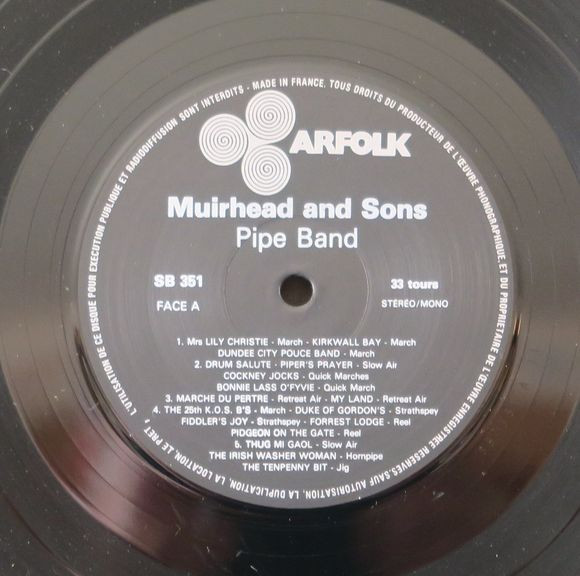 L'UTILISATION DE CE DISQUE POUR EXECUTION PUBLIQUE ET RADIODIFFUSION SONT INTERDITS - MADE IN FRANCE. TOUS DROITS DU PRODUCTEUR DE L'ŒUVRE PHONOGRAPHIQUE ET DU PROPRIETAIRE DE L'ŒUVRE ENREGISTREE RESERVES. SAUF AUTORISATION, LA DUPLICATION, LA LOCATION, LE PRET,
ARFOLK
Muirhead and Sons
Pipe Band
SB 351
33 tours
FACE A
STÉRÉO/MONO
1. Mrs LILY CHRISTIE - March - KIRKWALL BAY - March
DUNDEE CITY POUCE BAND - March
2. DRUM SALUTE - PIPER'S PRAYER - Slow Air
COCKNEY JOCKS - Quick Marches
BONNIE LASS O'FYVIE - Quick March
3. MARCHE DU PERTRE - Retreat Air - MY LAND - Retreat Air
4. THE 25th K.O.S. B'S - March - DUKE OF GORDON'S - Strathspey
FIDDLER'S JOY - Strathspey - FORREST LODGE - Reel
PIDGEON ON THE GATE - Reel
5. THUG MI GAOL - Slow Air
THE IRISH WASHER WOMAN - Hornpipe
THE TENPENNY BIT - Jig